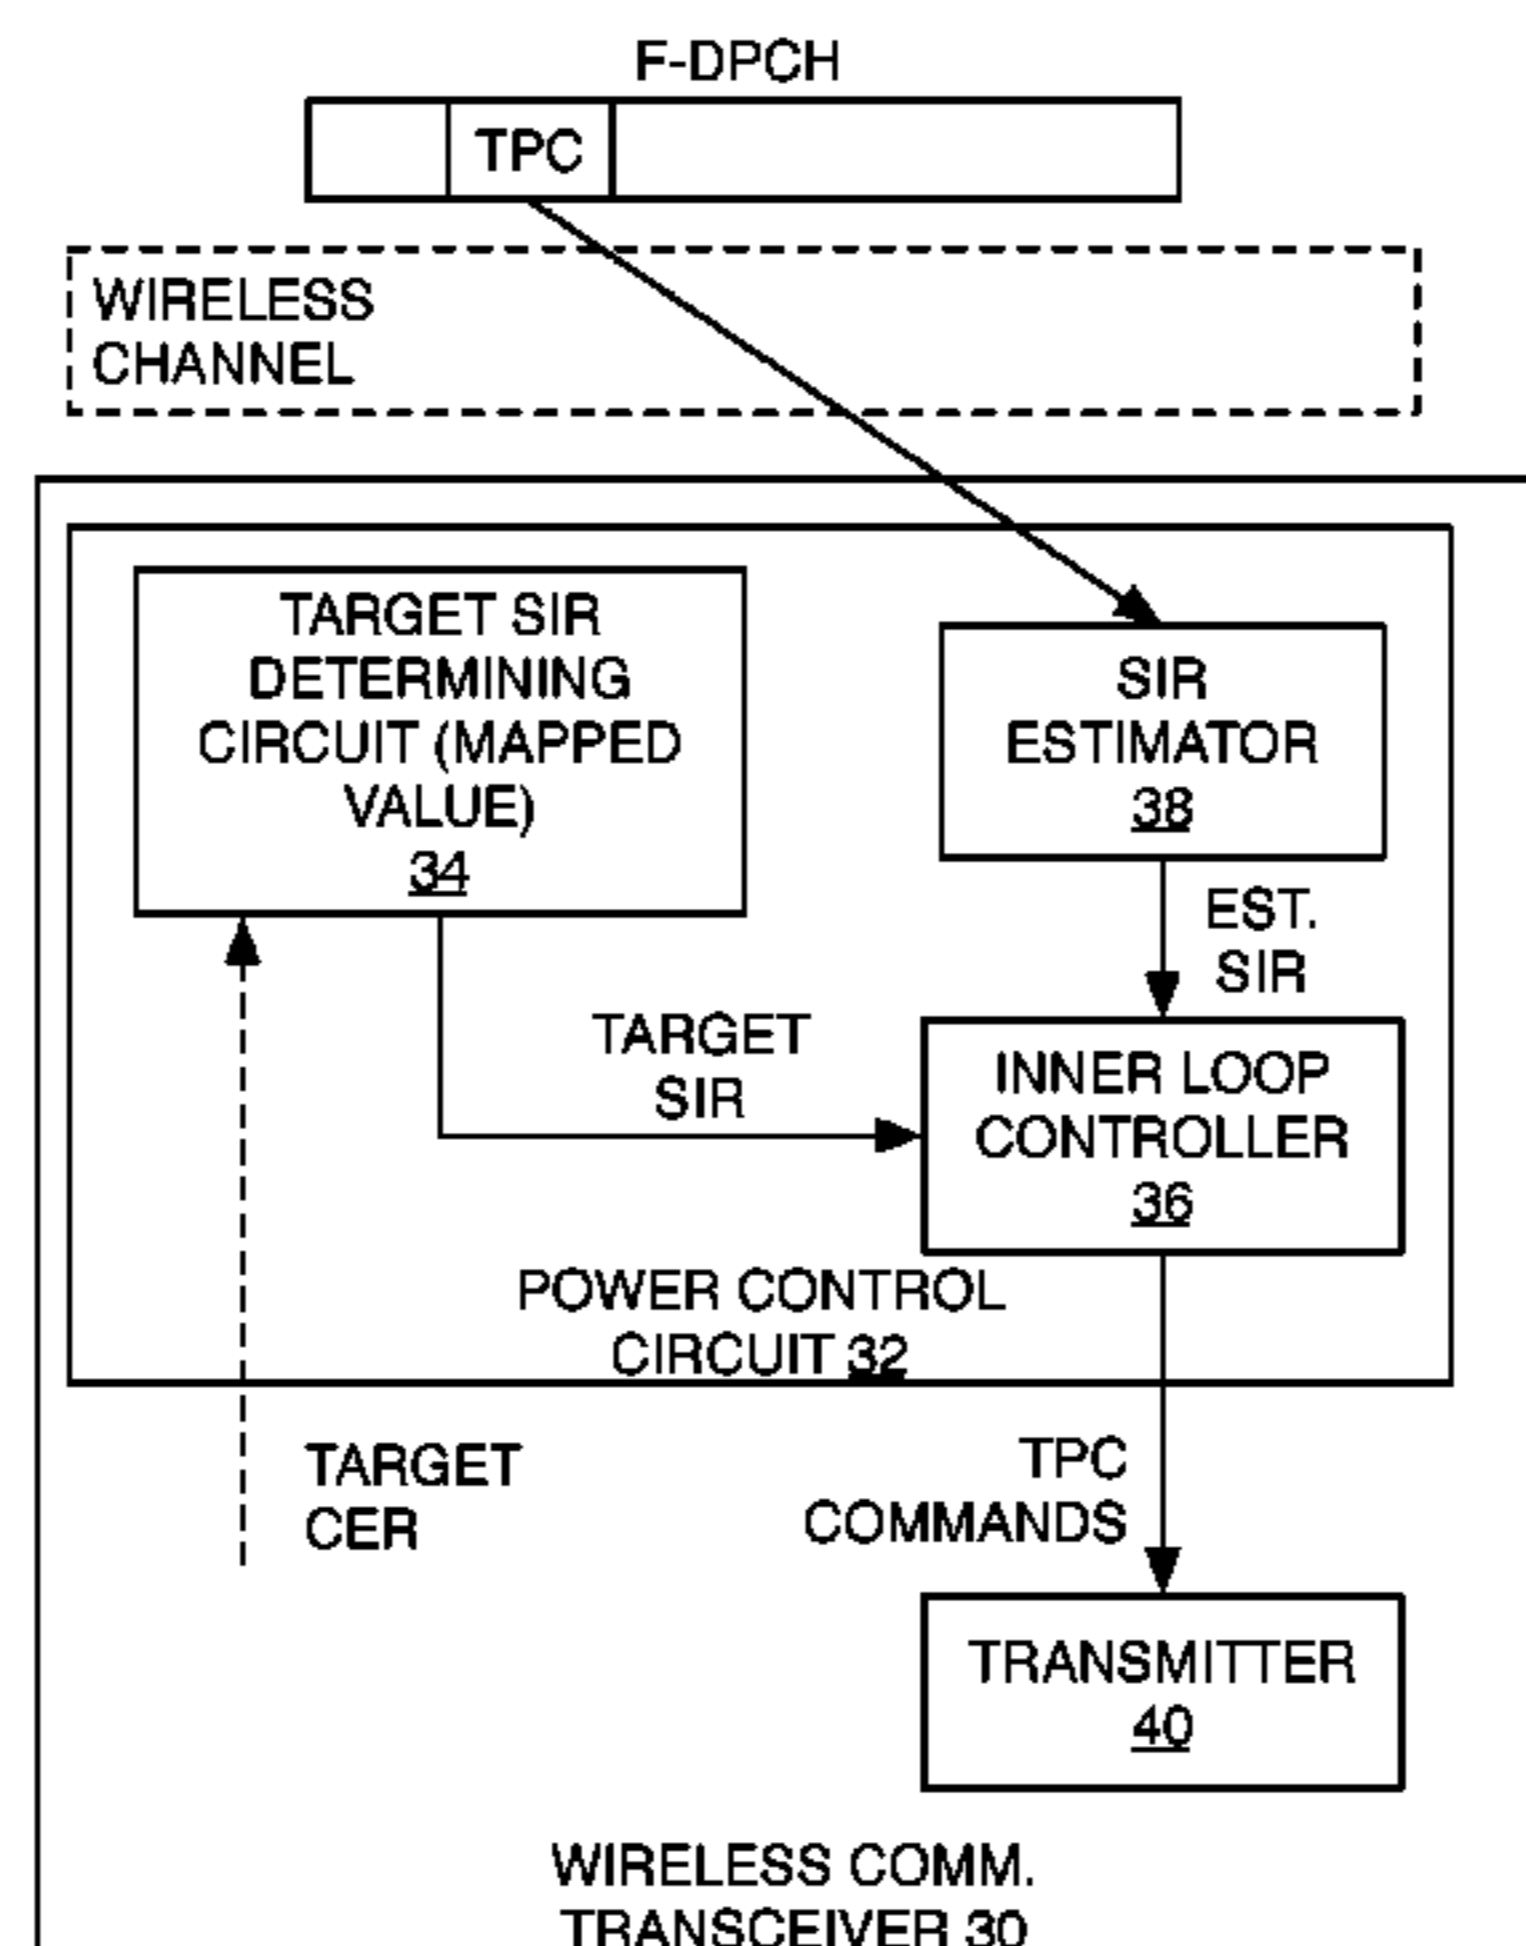 F-DPCH
TPC
WIRELESS
CHANNEL
TARGET SIR
DETERMINING
CIRCUIT (MAPPED
VALUE)
34
SIR
ESTIMATOR
38
EST.
SIR
TARGET
SIR
INNER LOOP
CONTROLLER
36
POWER CONTROL
CIRCUIT 32
TARGET
CER
TPC
COMMANDS
TRANSMITTER
40
WIRELESS COMM.
TRANSCEIVER 30